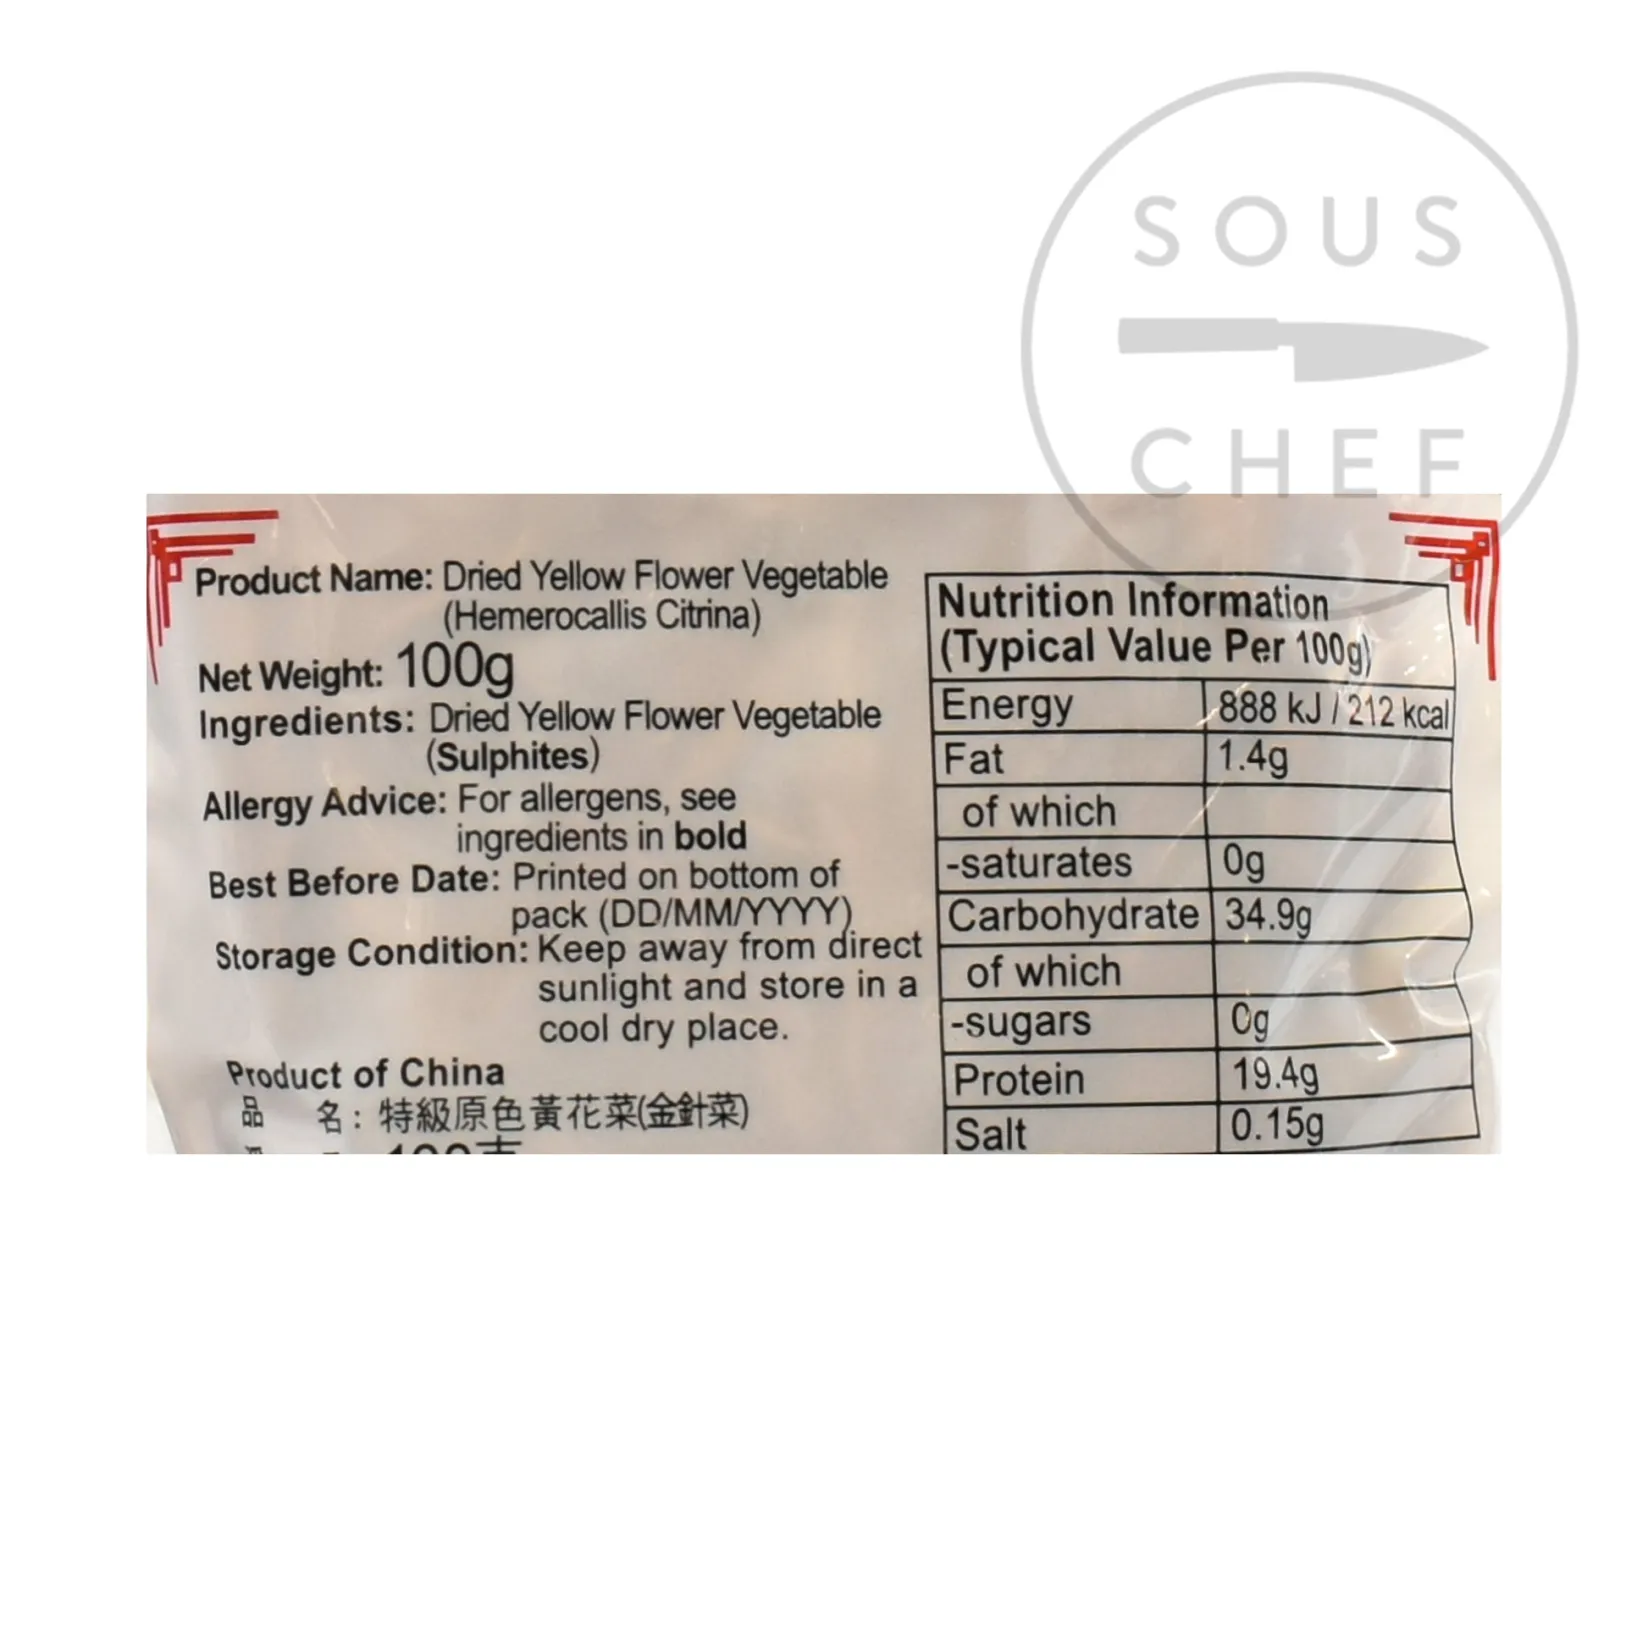 SOUS
CHEF
Product Name: Dried Yellow Flower Vegetable
(Hemerocallis Citrina)
Net Weight: 100g
Ingredients: Dried Yellow Flower Vegetable
(Sulphites)
Allergy Advice: For allergens, see
ingredients in bold
Best Before Date: Printed on bottom of
pack (DD/MM/YYYY)
Storage Condition: Keep away from direct
sunlight and store in a
cool dry place.
Product of China
品 名: 特級原色黃花菜(金針菜)
Nutrition Information
(Typical Value Per 100g)
Energy 888 kJ / 212 kcal
Fat 1.4g
of which
-saturates 0g
Carbohydrate 34.9g
of which
-sugars 0g
Protein 19.4g
Salt 0.15g